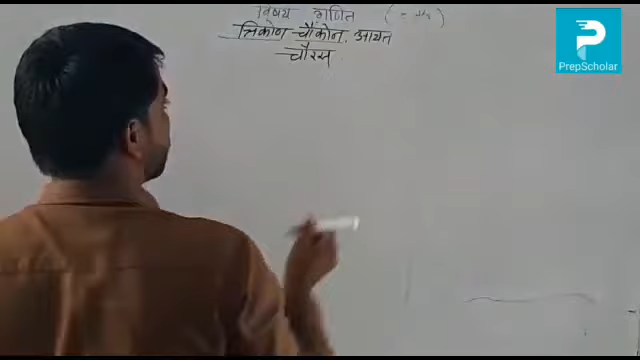 विषय गणित
त्रिकोण चौकोन, आयत
चौरस
PrepScholar